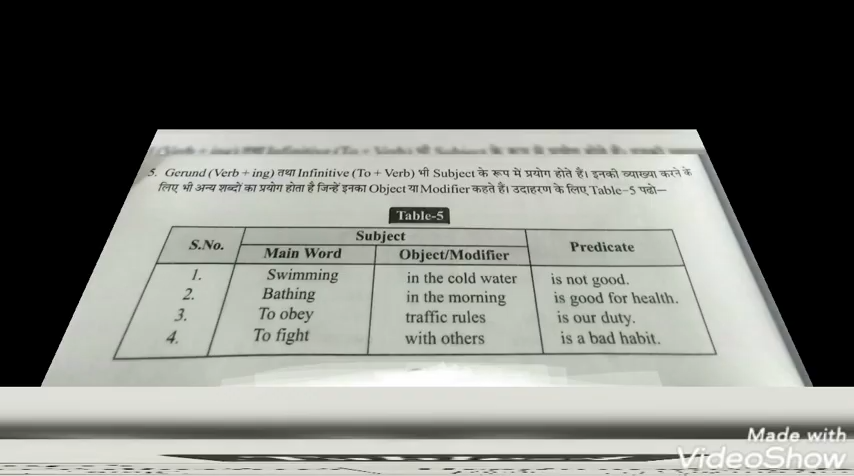 5. Gerund (Verb + ing) तथा Infinitive (To + Verb) भी Subject के रूप में प्रयोग होते हैं। इनकी व्याख्या करने के
लिए भी अन्य शब्दों का प्रयोग होता है जिन्हें इनका Object या Modifier कहते हैं। उदाहरण के लिए Table-5 पढो—
Table-5
S.No. Subject Predicate
Main Word Object/Modifier
1. Swimming in the cold water is not good.
2. Bathing in the morning is good for health.
3. To obey traffic rules is our duty.
4. To fight with others is a bad habit.
Made with
VideoShow